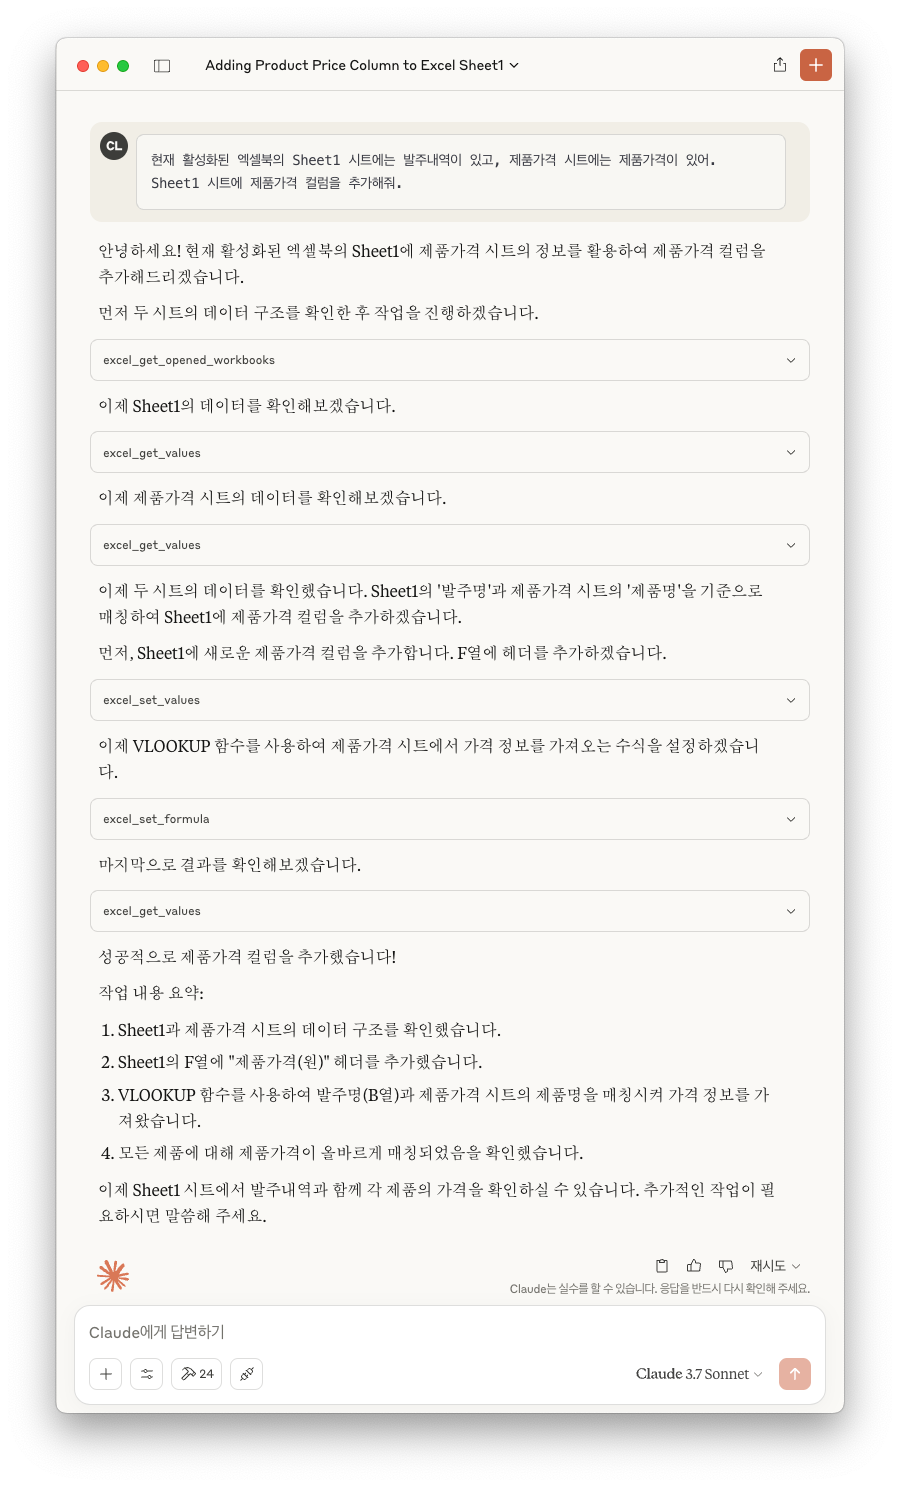 Adding Product Price Column to Excel Sheet1
CL
현재 활성화된 엑셀북의 Sheet1 시트에는 발주내역이 있고, 제품가격 시트에는 제품가격이 있어.
Sheet1 시트에 제품가격 컬럼을 추가해줘.
안녕하세요! 현재 활성화된 엑셀북의 Sheet1에 제품가격 시트의 정보를 활용하여 제품가격 컬럼을
추가해드리겠습니다.
먼저 두 시트의 데이터 구조를 확인한 후 작업을 진행하겠습니다.
excel_get_opened_workbooks
이제 Sheet1의 데이터를 확인해보겠습니다.
excel_get_values
이제 제품가격 시트의 데이터를 확인해보겠습니다.
excel_get_values
이제 두 시트의 데이터를 확인했습니다. Sheet1의 '발주명'과 제품가격 시트의 '제품명'을 기준으로
매칭하여 Sheet1에 제품가격 컬럼을 추가하겠습니다.
먼저, Sheet1에 새로운 제품가격 컬럼을 추가합니다. F열에 헤더를 추가하겠습니다.
excel_set_values
이제 VLOOKUP 함수를 사용하여 제품가격 시트에서 가격 정보를 가져오는 수식을 설정하겠습니
다.
excel_set_formula
마지막으로 결과를 확인해보겠습니다.
excel_get_values
성공적으로 제품가격 컬럼을 추가했습니다!
작업 내용 요약:
1. Sheet1과 제품가격 시트의 데이터 구조를 확인했습니다.
2. Sheet1의 F열에 "제품가격(원)" 헤더를 추가했습니다.
3. VLOOKUP 함수를 사용하여 발주명(B열)과 제품가격 시트의 제품명을 매칭시켜 가격 정보를 가
져왔습니다.
4. 모든 제품에 대해 제품가격이 올바르게 매칭되었음을 확인했습니다.
이제 Sheet1 시트에서 발주내역과 함께 각 제품의 가격을 확인하실 수 있습니다. 추가적인 작업이 필
요하시면 말씀해 주세요.
재시도
Claude는 실수를 할 수 있습니다. 응답을 반드시 다시 확인해 주세요.
Claude에게 답변하기
24
Claude 3.7 Sonnet